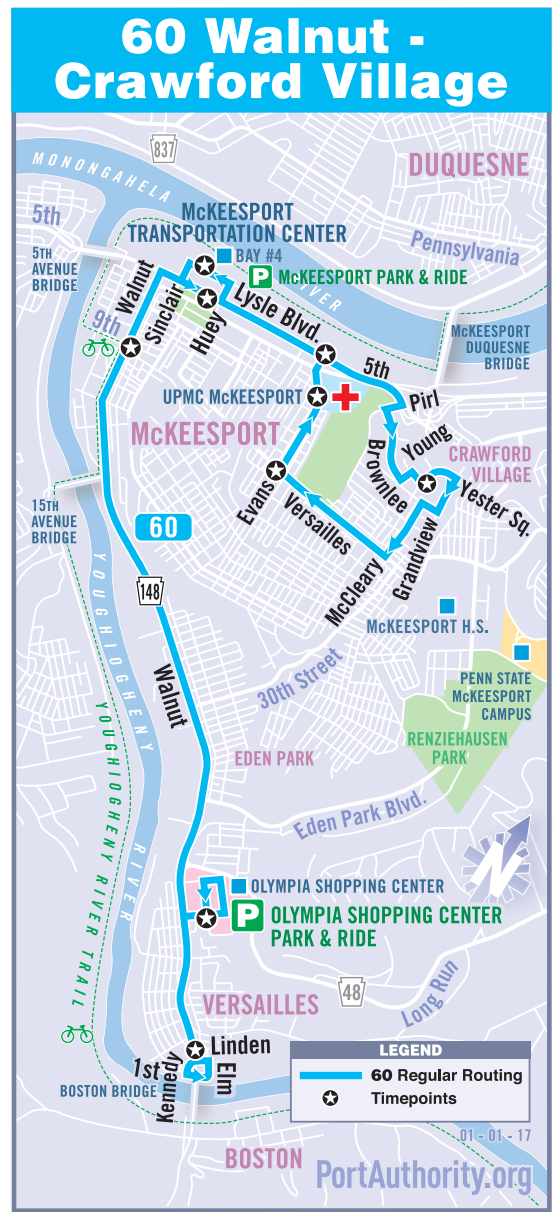 60 Walnut -
Crawford Village
837
MONONGAHELA
RIVER
DUQUESNE
5th
McKEESPORT
TRANSPORTATION CENTER
BAY #4
Pennsylvania
5TH
AVENUE
BRIDGE
P McKEESPORT PARK & RIDE
Walnut
Sinclair
Huey
Lysle Blvd.
9th
McKEESPORT
DUQUESNE
BRIDGE
5th
UPMC McKEESPORT
Pirl
McKEESPORT
Young
Brownlee
CRAWFORD
VILLAGE
Yester Sq.
Evans
Versailles
Grandview
McCleary
15TH
AVENUE
BRIDGE
60
148
YOUGHIOGHENY
RIVER
McKEESPORT H.S.
Walnut
30th Street
PENN STATE
McKEESPORT
CAMPUS
RENZIEHAUSEN
PARK
YOUGHIOGHENY RIVER TRAIL
EDEN PARK
Eden Park Blvd.
N
OLYMPIA SHOPPING CENTER
P OLYMPIA SHOPPING CENTER
PARK & RIDE
48
Long Run
VERSAILLES
Linden
1st
Kennedy
Elm
BOSTON BRIDGE
LEGEND
60 Regular Routing
Timepoints
01 - 01 - 17
BOSTON
PortAuthority.org